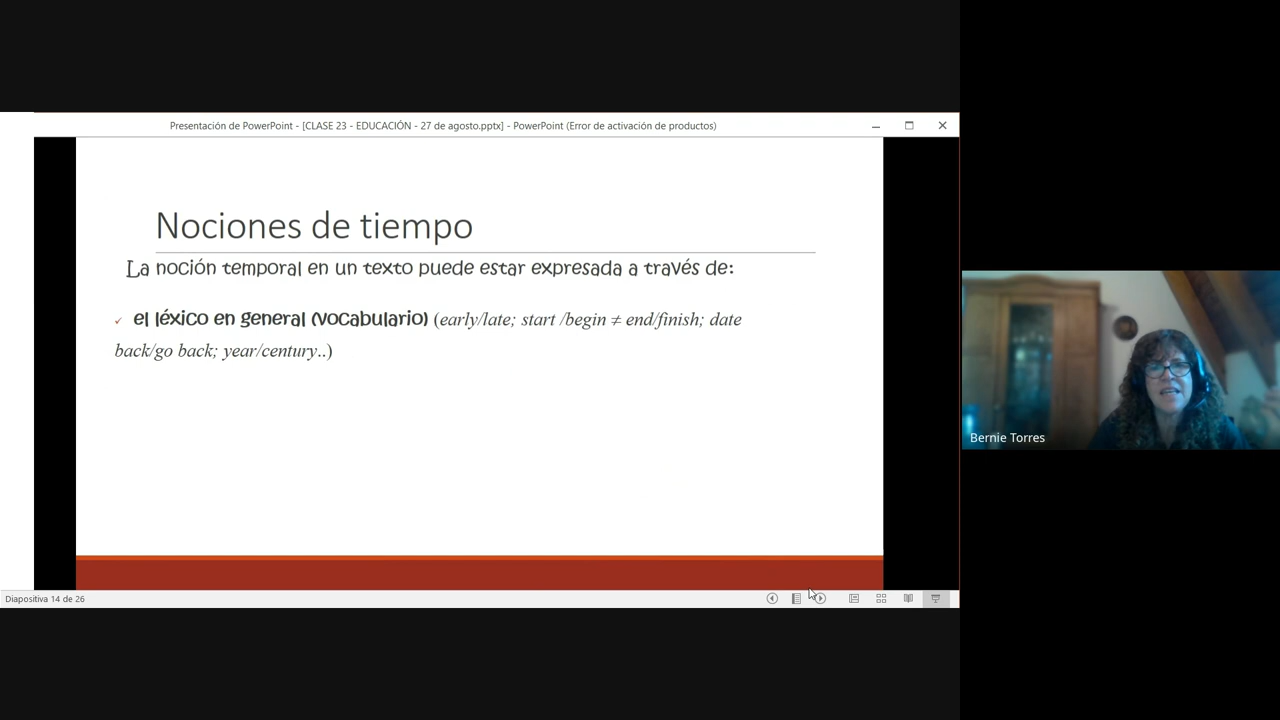 Presentación de PowerPoint - [CLASE 23 - EDUCACIÓN - 27 de agosto.pptx] - PowerPoint (Error de activación de productos)
Nociones de tiempo
La noción temporal en un texto puede estar expresada a través de:
✓ el léxico en general (vocabulario) (early/late; start /begin ≠ end/finish; date
back/go back; year/century..)
Bernie Torres
Diapositiva 14 de 26